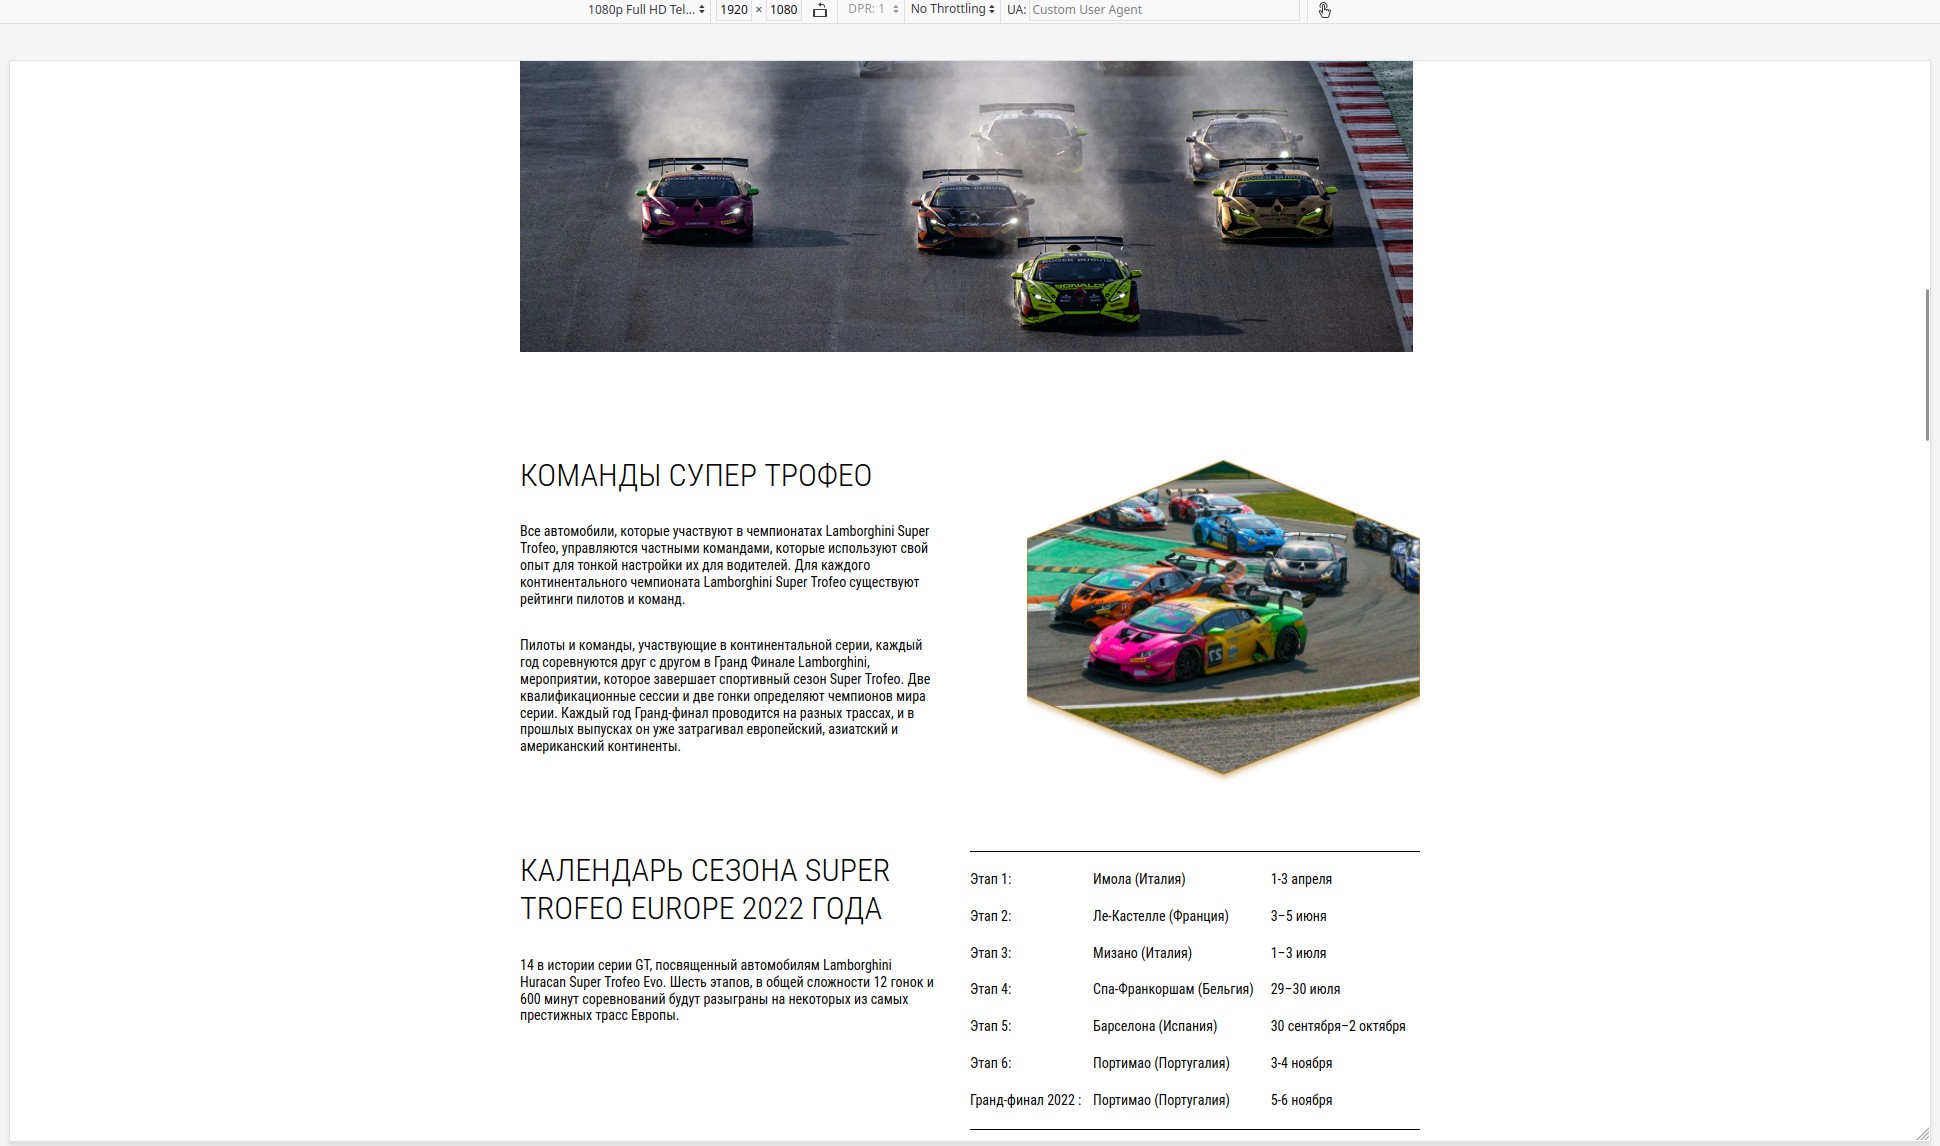 1080p Full HD Tel... 1920 × 1080 DPR: 1 No Throttling UA: Custom User Agent
ROGER DUBUIS
ROGER DUBUIS
ROGER DUBUIS
ROGER DUBUIS
BONALDI
КОМАНДЫ СУПЕР ТРОФЕО
Все автомобили, которые участвуют в чемпионатах Lamborghini Super
Trofeo, управляются частными командами, которые используют свой
опыт для тонкой настройки их для водителей. Для каждого
континентального чемпионата Lamborghini Super Trofeo существуют
рейтинги пилотов и команд.
Пилоты и команды, участвующие в континентальной серии, каждый
год соревнуются друг с другом в Гранд Финале Lamborghini,
мероприятии, которое завершает спортивный сезон Super Trofeo. Две
квалификационные сессии и две гонки определяют чемпионов мира
серии. Каждый год Гранд-финал проводится на разных трассах, и в
прошлых выпусках он уже затрагивал европейский, азиатский и
американский континенты.
КАЛЕНДАРЬ СЕЗОНА SUPER
TROFEO EUROPE 2022 ГОДА
14 в истории серии GT, посвященный автомобилям Lamborghini
Huracan Super Trofeo Evo. Шесть этапов, в общей сложности 12 гонок и
600 минут соревнований будут разыграны на некоторых из самых
престижных трасс Европы.
Этап 1: Имола (Италия) 1-3 апреля
Этап 2: Ле-Кастелле (Франция) 3–5 июня
Этап 3: Мизано (Италия) 1–3 июля
Этап 4: Спа-Франкоршам (Бельгия) 29–30 июля
Этап 5: Барселона (Испания) 30 сентября–2 октября
Этап 6: Портимао (Португалия) 3-4 ноября
Гранд-финал 2022 : Портимао (Португалия) 5-6 ноября